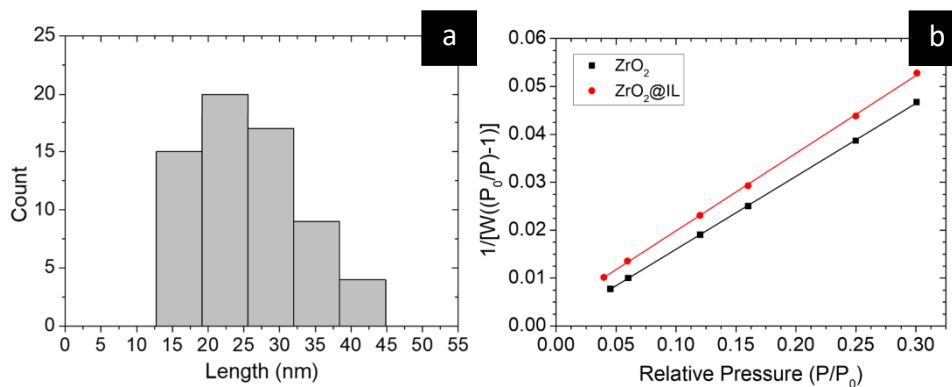 a
25
20
15
10
5
0
Count
0 5 10 15 20 25 30 35 40 45 50 55
Length (nm)
b
0.06
0.05
0.04
0.03
0.02
0.01
0.00
1/[W((P₀/P)-1)]
ZrO₂
ZrO₂@IL
0.00 0.05 0.10 0.15 0.20 0.25 0.30
Relative Pressure (P/P₀)